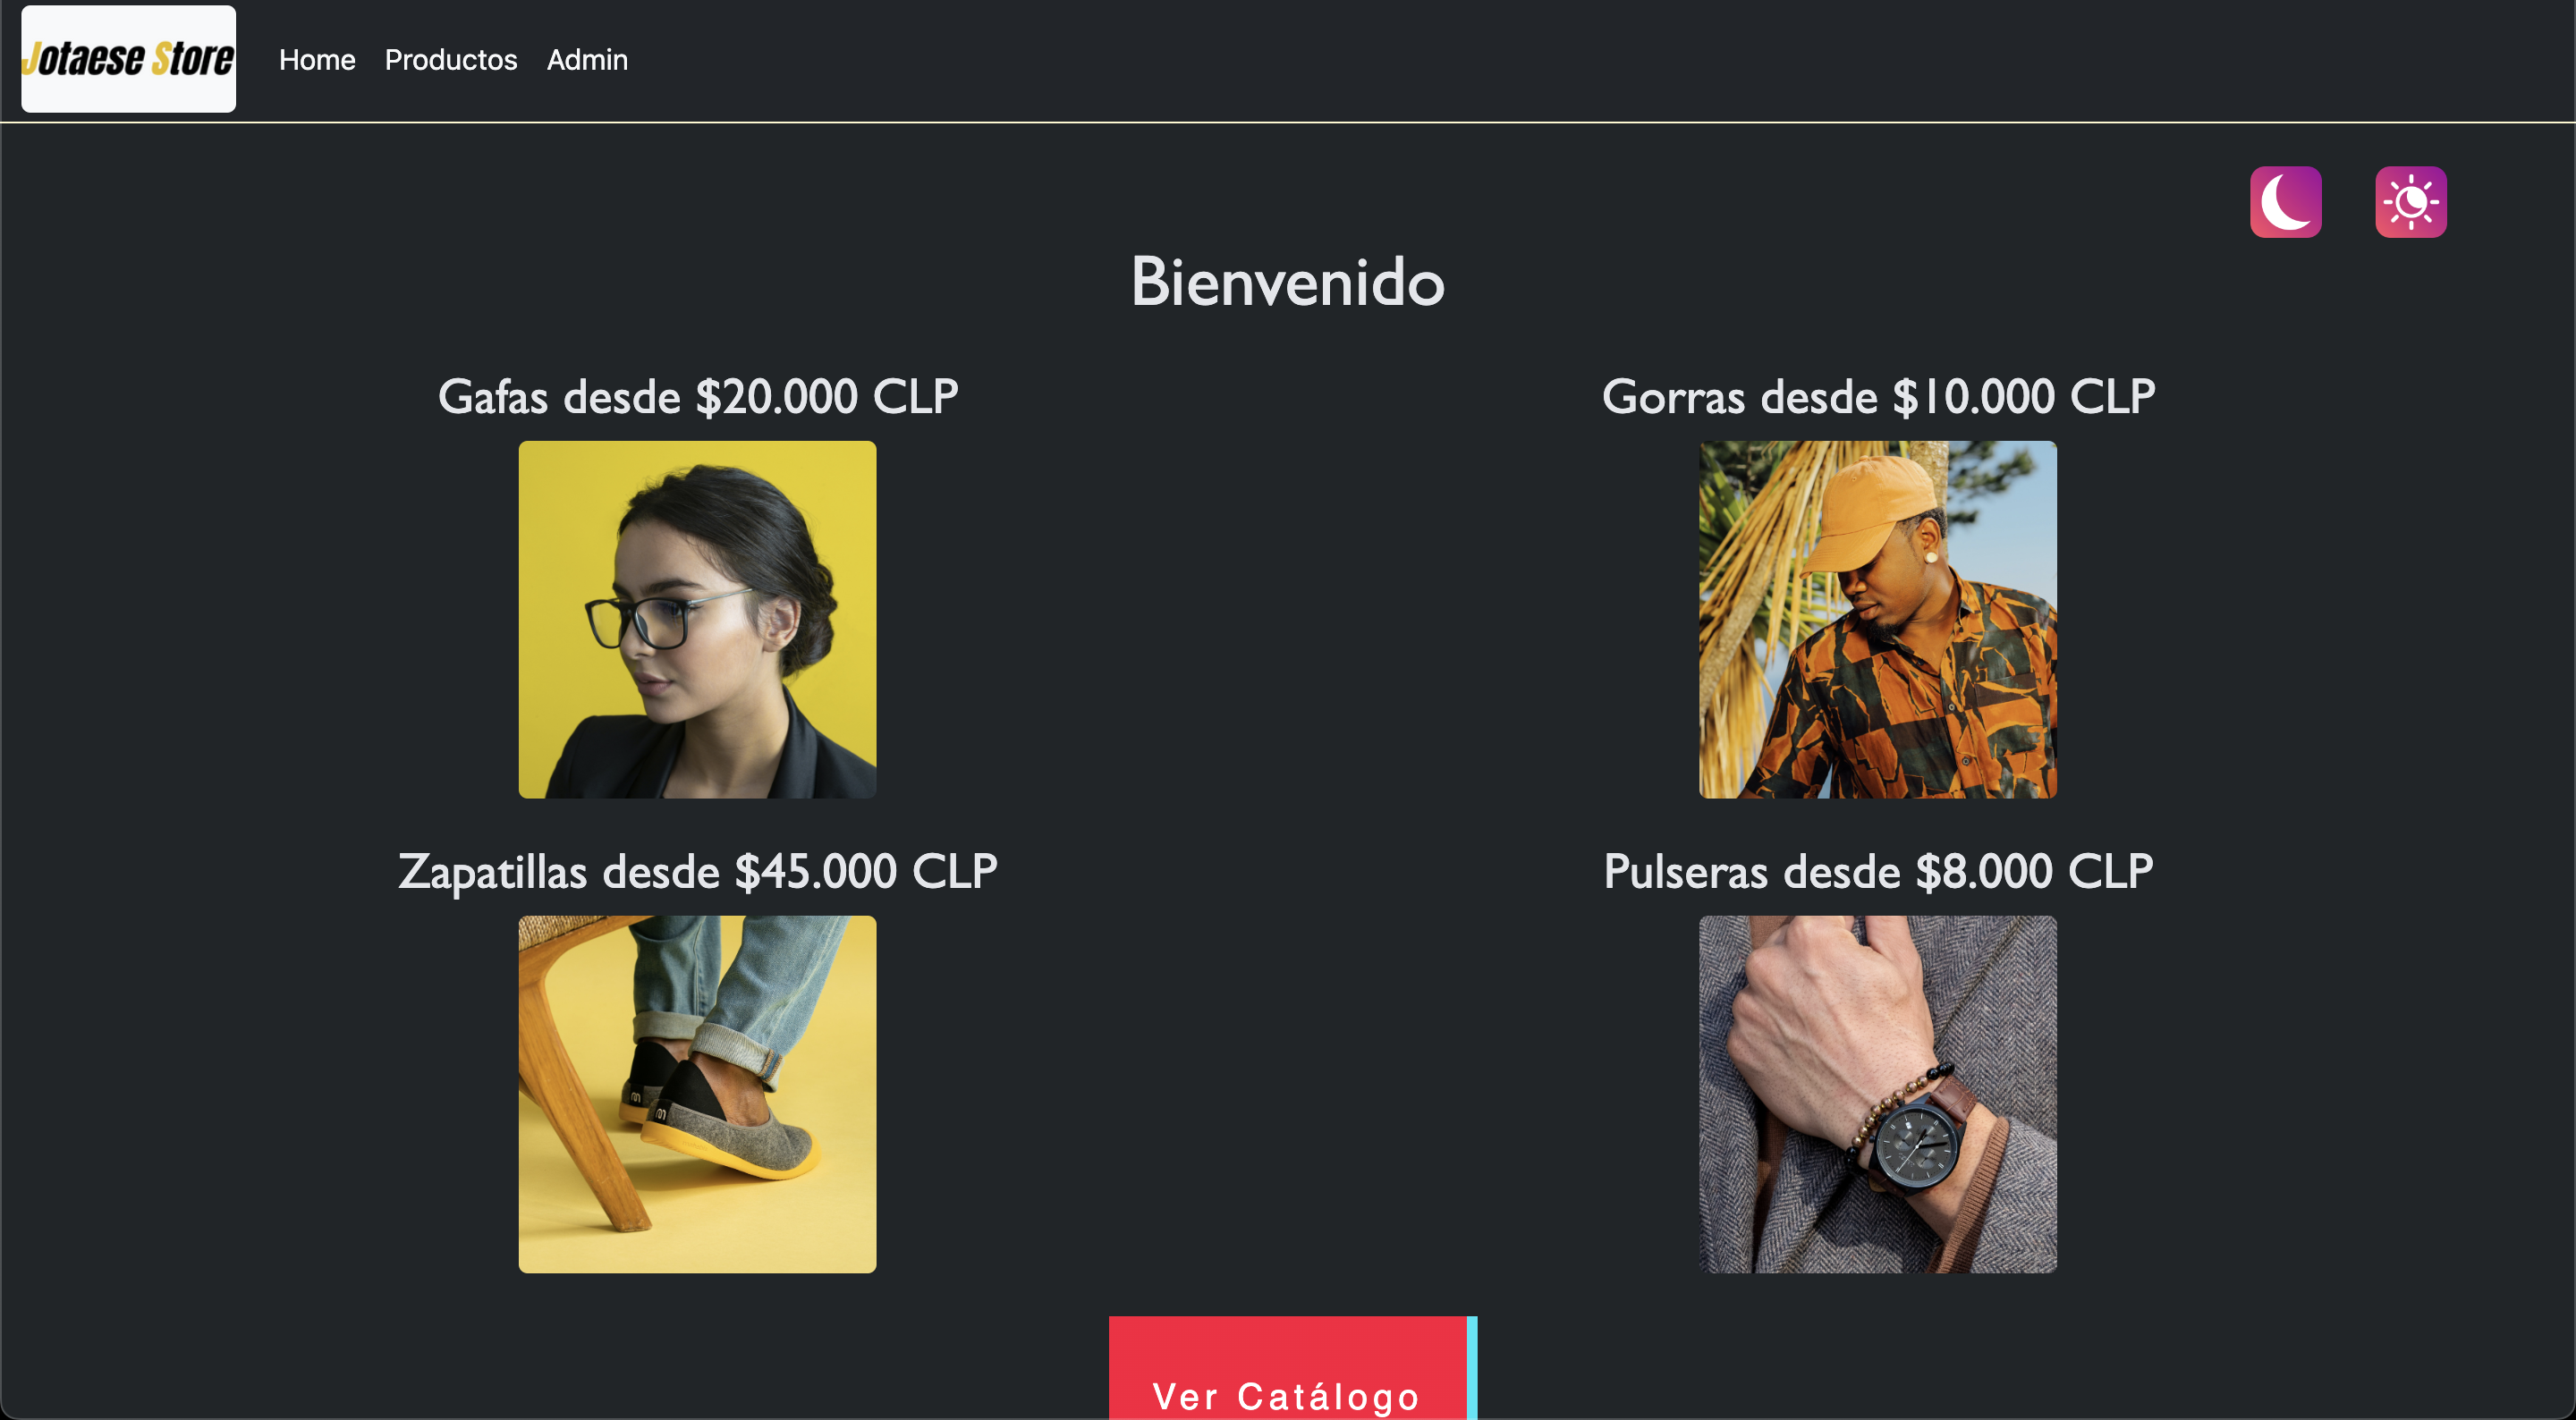 Jotaese Store
Home Productos Admin
Bienvenido
Gafas desde $20.000 CLP
Gorras desde $10.000 CLP
Zapatillas desde $45.000 CLP
Pulseras desde $8.000 CLP
Ver Catálogo